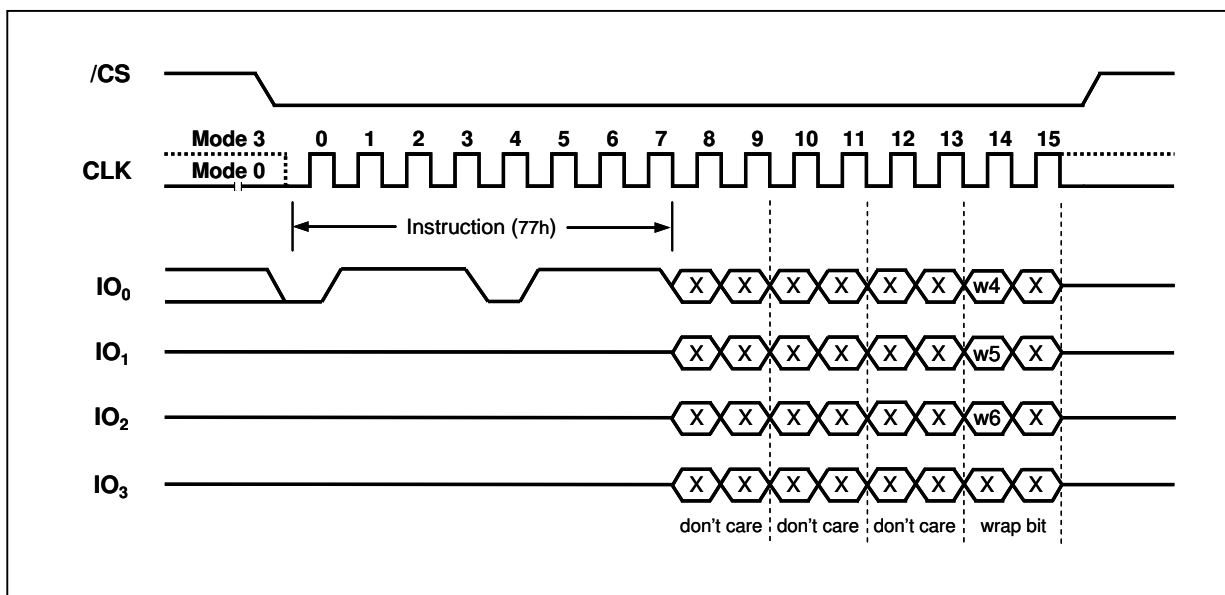 /CS
Mode 3 0 1 2 3 4 5 6 7 8 9 10 11 12 13 14 15
CLK Mode 0
Instruction (77h)
IO0 X X X X X X w4 X
IO1 X X X X X X w5 X
IO2 X X X X X X w6 X
IO3 X X X X X X X X
don't care don't care don't care wrap bit